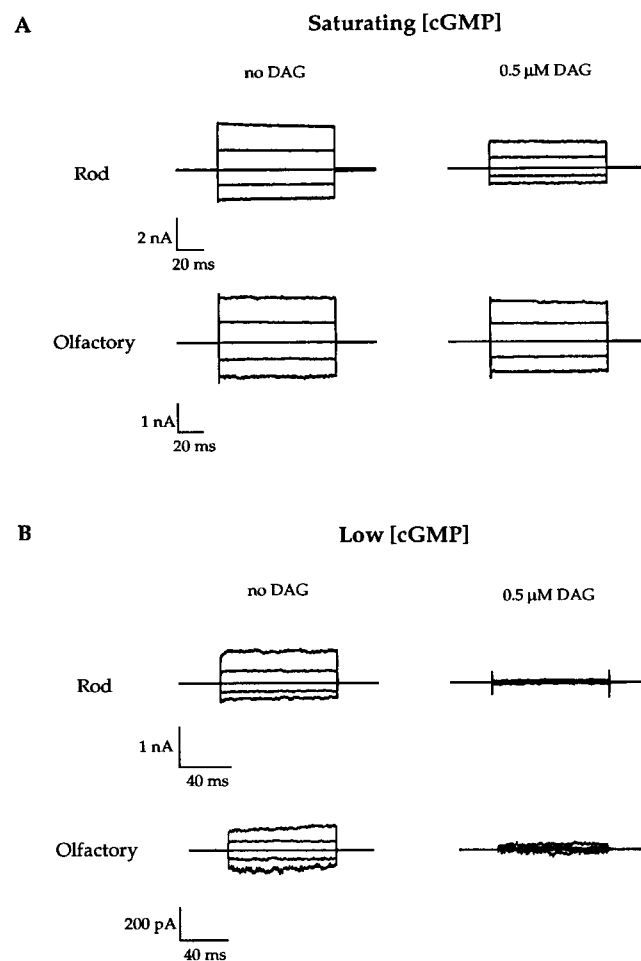 A
Saturating [cGMP]
no DAG
0.5 µM DAG
Rod
2 nA
20 ms
Olfactory
1 nA
20 ms
B
Low [cGMP]
no DAG
0.5 µM DAG
Rod
1 nA
40 ms
Olfactory
200 pA
40 ms